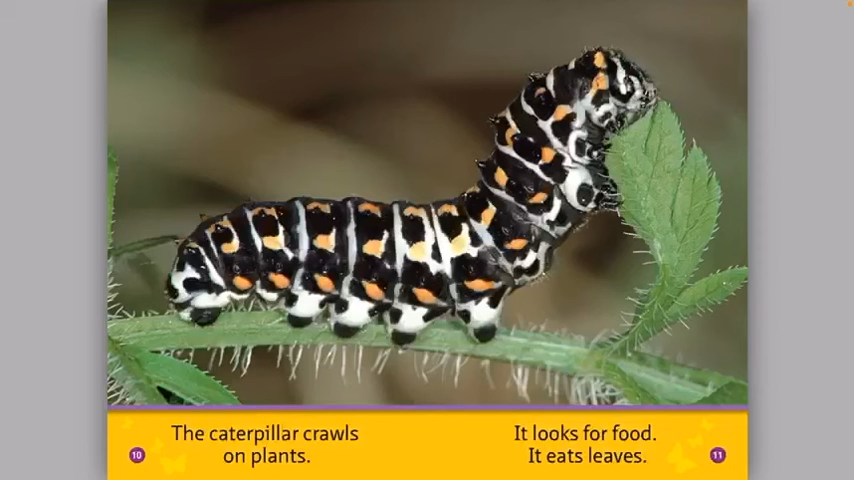 The caterpillar crawls
on plants.
10
It looks for food.
It eats leaves.
11